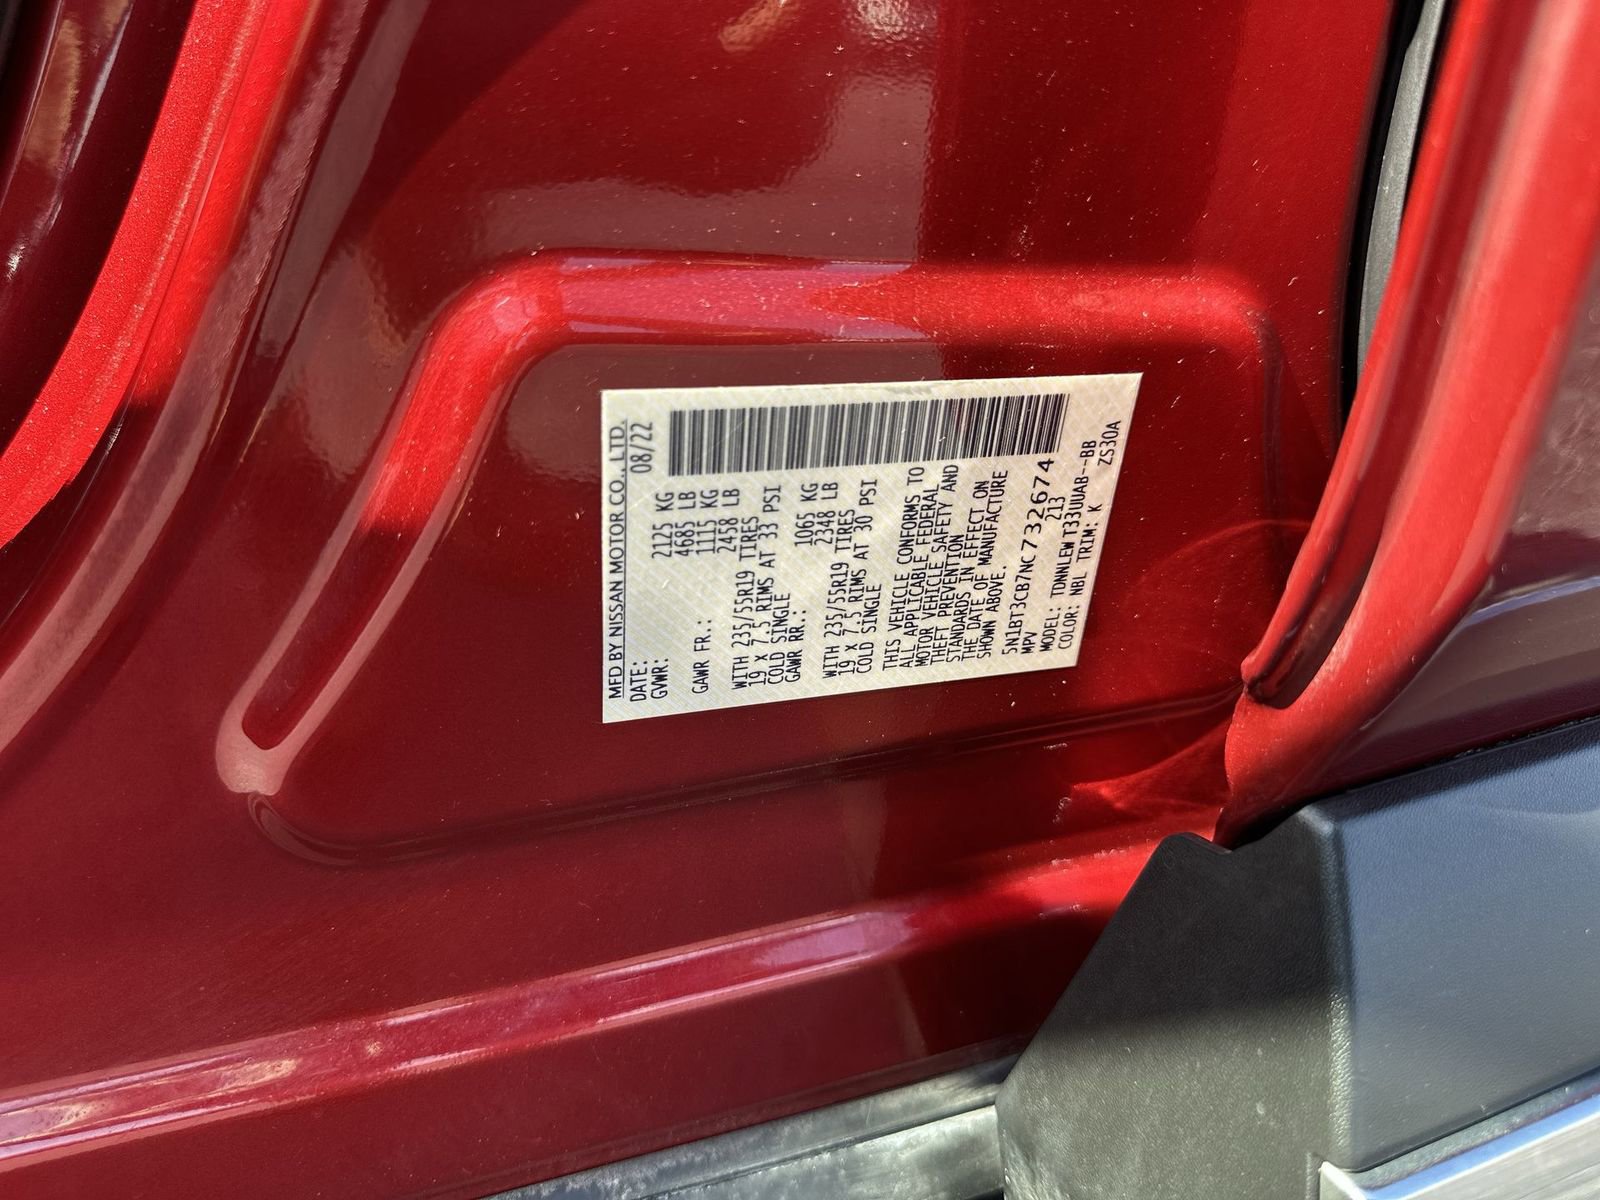 MFD BY NISSAN MOTOR CO., LTD.
DATE: 08/22
GVWR: 2125 KG
4685 LB
GAWR FR.: 1115 KG
2458 LB
WITH 235/55R19 TIRES
19 x 7.5 RIMS AT 33 PSI
COLD SINGLE
GAWR RR.: 1065 KG
2348 LB
WITH 235/55R19 TIRES
19 x 7.5 RIMS AT 30 PSI
COLD SINGLE
THIS VEHICLE CONFORMS TO
ALL APPLICABLE FEDERAL
MOTOR VEHICLE SAFETY AND
THEFT PREVENTION
STANDARDS IN EFFECT ON
THE DATE OF MANUFACTURE
SHOWN ABOVE.
5N1BT3CB7NC732674
MPV 213
MODEL: TDNNLEW T33UUAB--BB
COLOR: NBL TRIM: K ZS30A